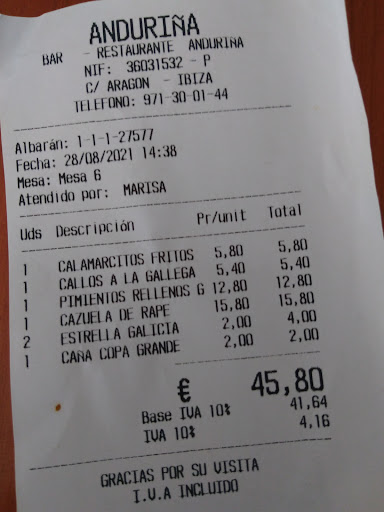 ANDURIÑA
BAR - RESTAURANTE ANDURIÑA
NIF: 36031532 - P
C/ ARAGON - IBIZA
TELEFONO: 971-30-01-44
Albarán: 1-1-1-27577
Fecha: 28/08/2021 14:38
Mesa: Mesa 6
Atendido por: MARISA
Uds Descripción Pr/unit Total
1 CALAMARCITOS FRITOS 5,80 5,80
1 CALLOS A LA GALLEGA 5,40 5,40
1 PIMIENTOS RELLENOS G 12,80 12,80
1 CAZUELA DE RAPE 15,80 15,80
2 ESTRELLA GALICIA 2,00 4,00
1 CAÑA COPA GRANDE 2,00 2,00
€ 45,80
Base IVA 10% 41,64
IVA 10% 4,16
GRACIAS POR SU VISITA
I.V.A INCLUIDO